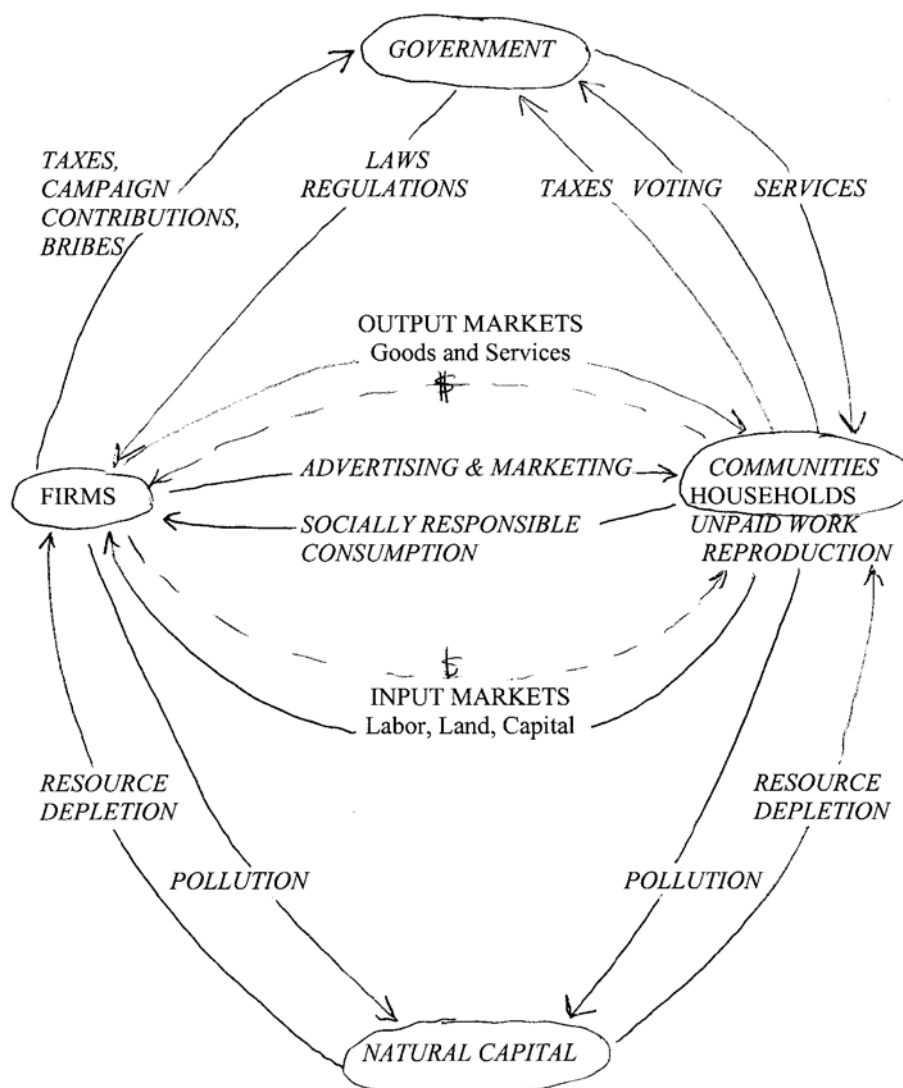 GOVERNMENT
TAXES,
CAMPAIGN
CONTRIBUTIONS,
BRIBES
LAWS
REGULATIONS
TAXES
VOTING
SERVICES
OUTPUT MARKETS
Goods and Services
$
FIRMS
ADVERTISING & MARKETING
SOCIALLY RESPONSIBLE
CONSUMPTION
COMMUNITIES
HOUSEHOLDS
UNPAID WORK
REPRODUCTION
$
INPUT MARKETS
Labor, Land, Capital
RESOURCE
DEPLETION
RESOURCE
DEPLETION
POLLUTION
POLLUTION
NATURAL CAPITAL